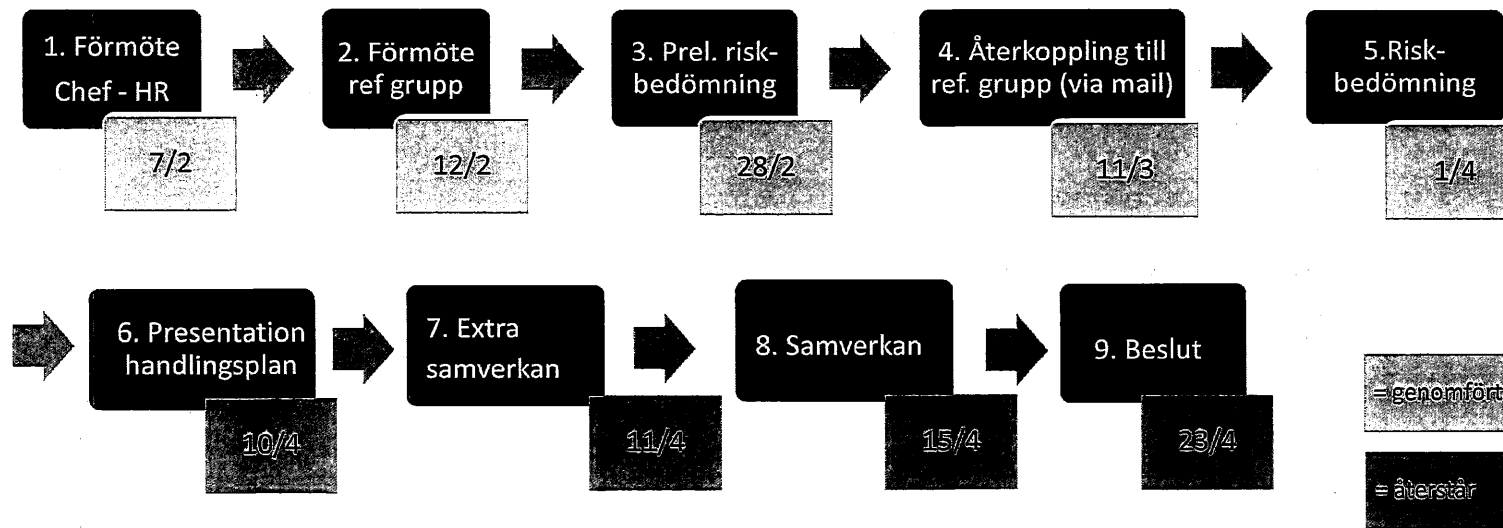 1. Förmöte
Chef - HR
7/2
2. Förmöte
ref grupp
12/2
3. Prel. risk-
bedömning
28/2
4. Återkoppling till
ref. grupp (via mail)
11/3
5.Risk-
bedömning
1/4
6. Presentation
handlingsplan
10/4
7. Extra
samverkan
11/4
8. Samverkan
15/4
9. Beslut
23/4
= genomfört
= återstår